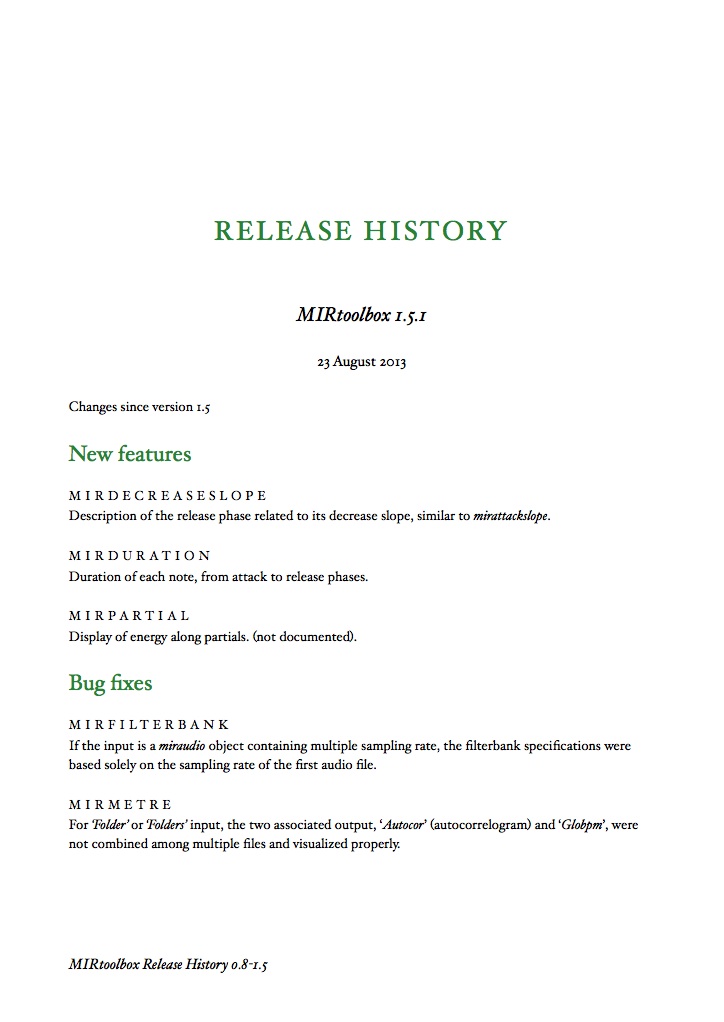 RELEASE HISTORY
MIRtoolbox 1.5.1
23 August 2013
Changes since version 1.5
New features
MIRDECREASESLOPE
Description of the release phase related to its decrease slope, similar to mirattackslope.
MIRDURATION
Duration of each note, from attack to release phases.
MIRPARTIAL
Display of energy along partials. (not documented).
Bug fixes
MIRFILTERBANK
If the input is a miraudio object containing multiple sampling rate, the filterbank specifications were
based solely on the sampling rate of the first audio file.
MIRMETRE
For ‘Folder’ or ‘Folders’ input, the two associated output, ‘Autocor’ (autocorrelogram) and ‘Globpm’, were
not combined among multiple files and visualized properly.
MIRtoolbox Release History 0.8-1.5